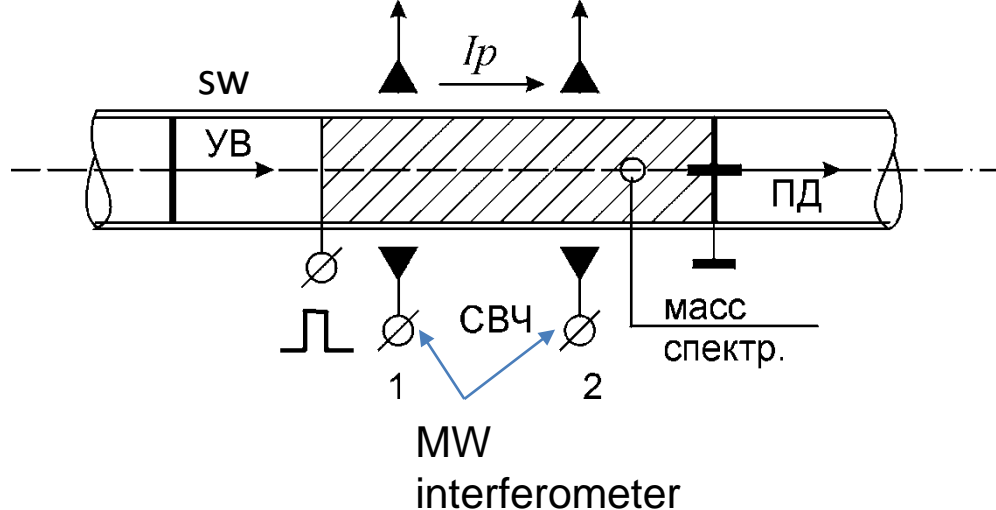 Ip
SW
УВ
ПД
СВЧ
масс
спектр.
1
2
MW
interferometer